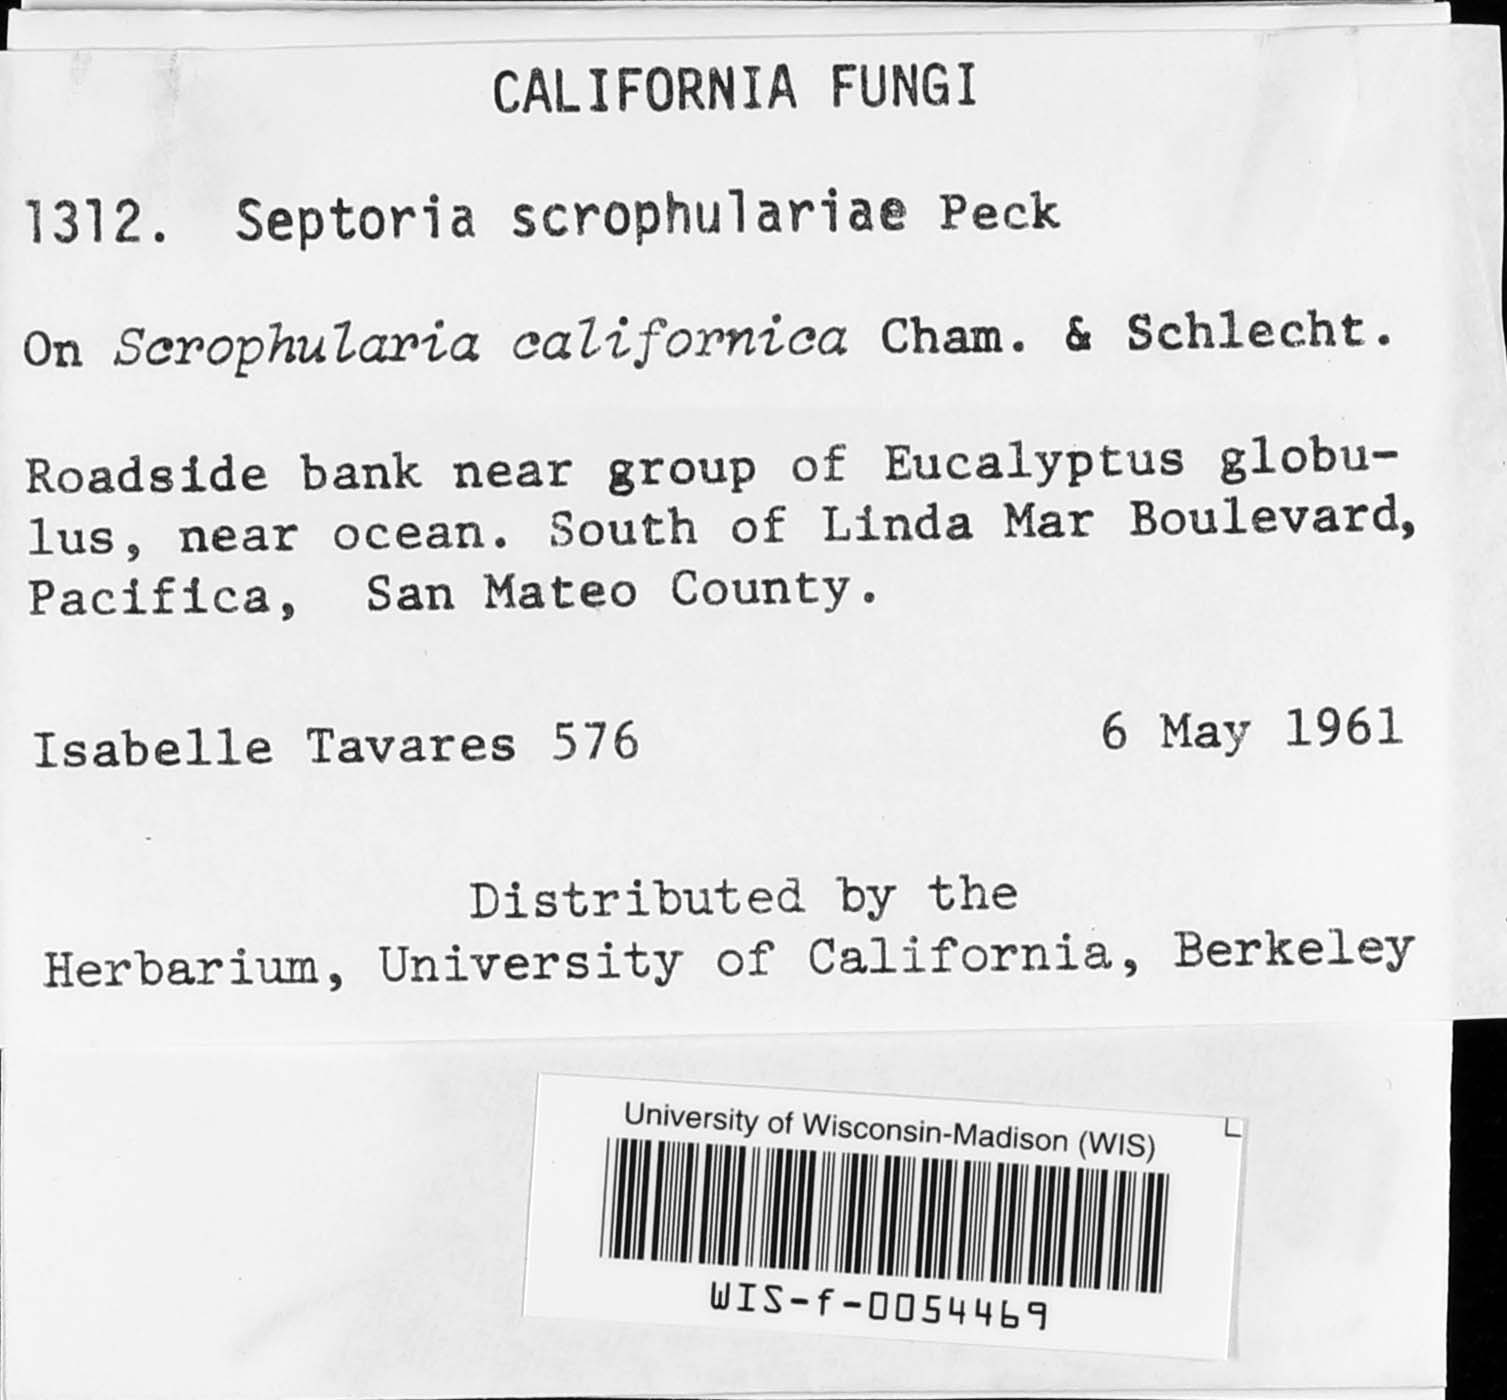 CALIFORNIA FUNGI
1312. Septoria scrophulariae Peck
On Scrophularia californica Cham. & Schlecht.
Roadside bank near group of Eucalyptus globu-
lus, near ocean. South of Linda Mar Boulevard,
Pacifica, San Mateo County.
Isabelle Tavares 576 6 May 1961
Distributed by the
Herbarium, University of California, Berkeley
University of Wisconsin-Madison (WIS)
WIS-f-0054469